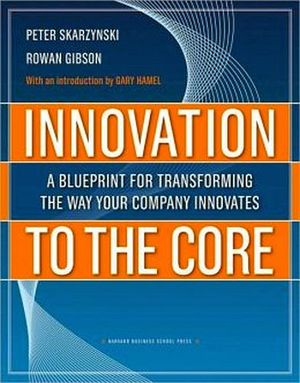 PETER SKARZYNSKI
ROWAN GIBSON
With an introduction by GARY HAMEL
INNOVATION
A BLUEPRINT FOR TRANSFORMING
THE WAY YOUR COMPANY INNOVATES
TO THE CORE
HARVARD BUSINESS SCHOOL PRESS